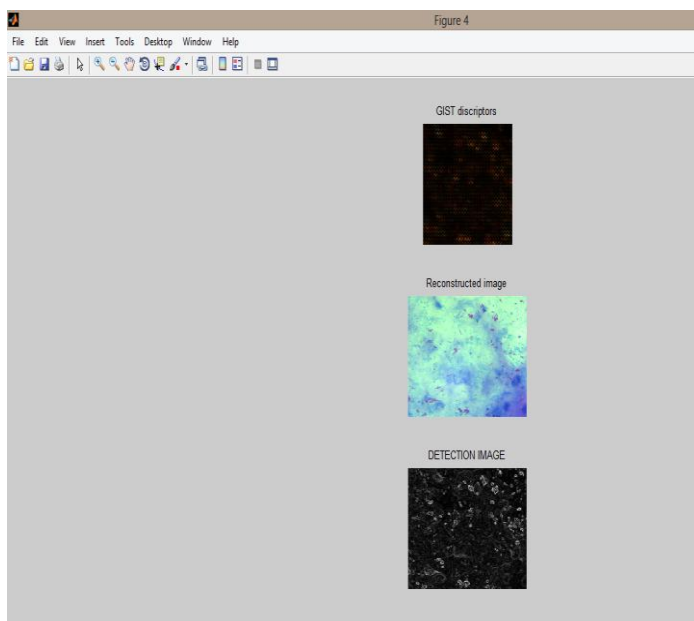 Figure 4
File Edit View Insert Tools Desktop Window Help
GIST discriptors
Reconstructed image
DETECTION IMAGE